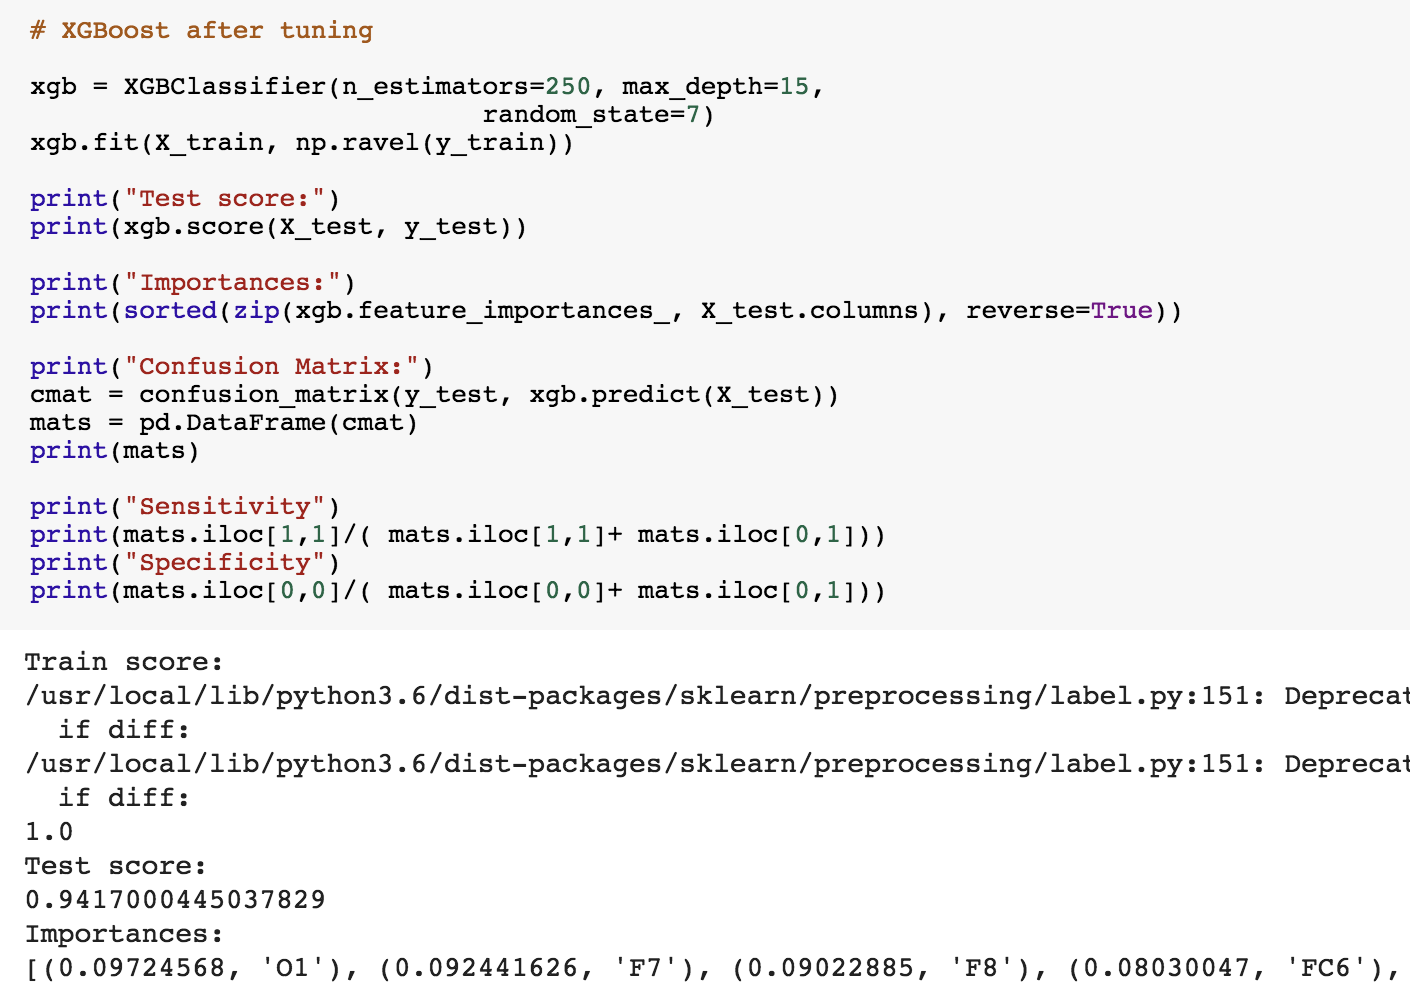 # XGBoost after tuning
xgb = XGBClassifier(n_estimators=250, max_depth=15,
random_state=7)
xgb.fit(X_train, np.ravel(y_train))
print("Test score:")
print(xgb.score(X_test, y_test))
print("Importances:")
print(sorted(zip(xgb.feature_importances_, X_test.columns), reverse=True))
print("Confusion Matrix:")
cmat = confusion_matrix(y_test, xgb.predict(X_test))
mats = pd.DataFrame(cmat)
print(mats)
print("Sensitivity")
print(mats.iloc[1,1]/( mats.iloc[1,1]+ mats.iloc[0,1]))
print("Specificity")
print(mats.iloc[0,0]/( mats.iloc[0,0]+ mats.iloc[0,1]))
Train score:
/usr/local/lib/python3.6/dist-packages/sklearn/preprocessing/label.py:151: Deprecat
if diff:
/usr/local/lib/python3.6/dist-packages/sklearn/preprocessing/label.py:151: Deprecat
if diff:
1.0
Test score:
0.9417000445037829
Importances:
[(0.09724568, 'O1'), (0.092441626, 'F7'), (0.09022885, 'F8'), (0.08030047, 'FC6'),